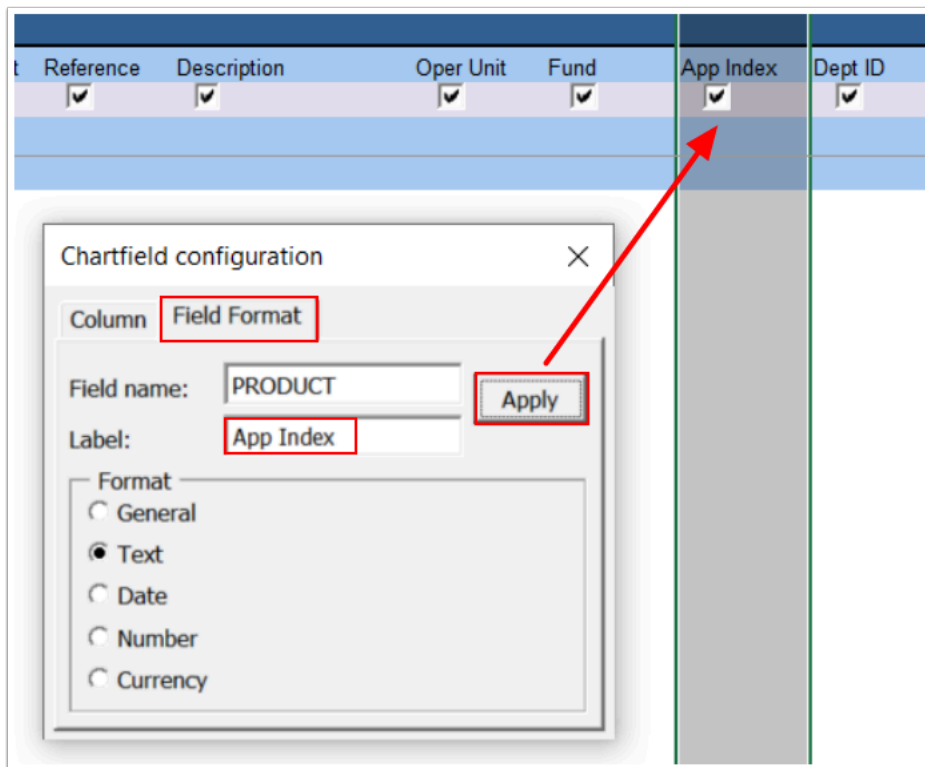 t Reference Description Oper Unit Fund App Index Dept ID
Chartfield configuration
Column Field Format
Field name: PRODUCT Apply
Label: App Index
Format
General
Text
Date
Number
Currency